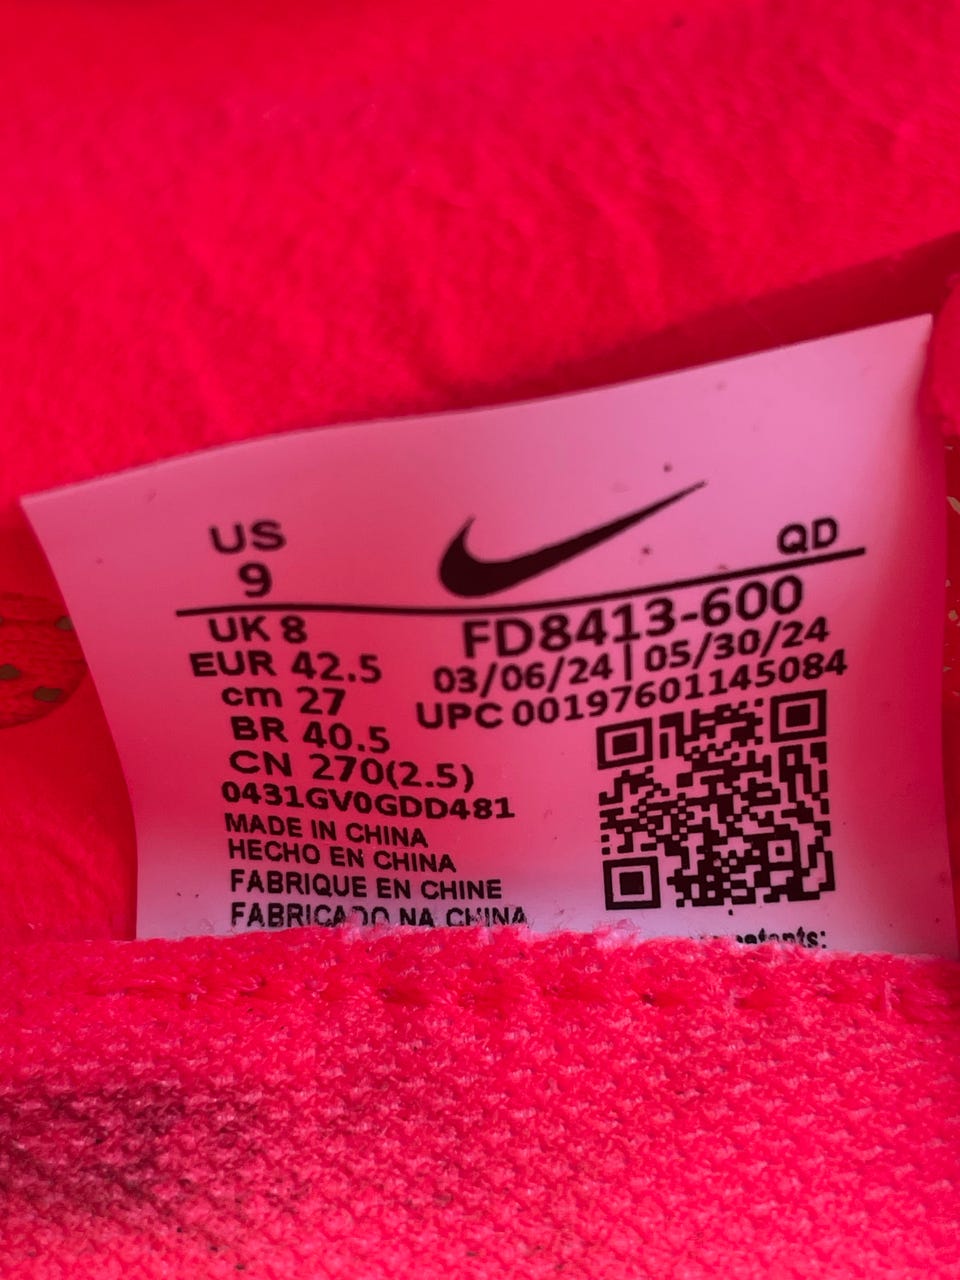 US
9
QD
UK 8
EUR 42.5
cm 27
BR 40.5
CN 270(2.5)
0431GV0GDD481
MADE IN CHINA
HECHO EN CHINA
FABRIQUE EN CHINE
FABRICADO NA CHINA
FD8413-600
03/06/24 | 05/30/24
UPC 00197601145084